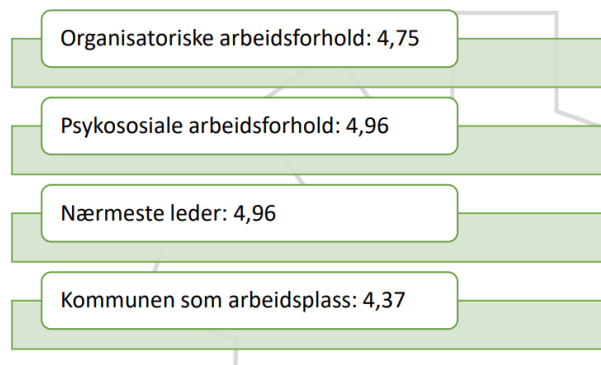 Organisatoriske arbeidsforhold: 4,75
Psykososiale arbeidsforhold: 4,96
Nærmeste leder: 4,96
Kommunen som arbeidsplass: 4,37